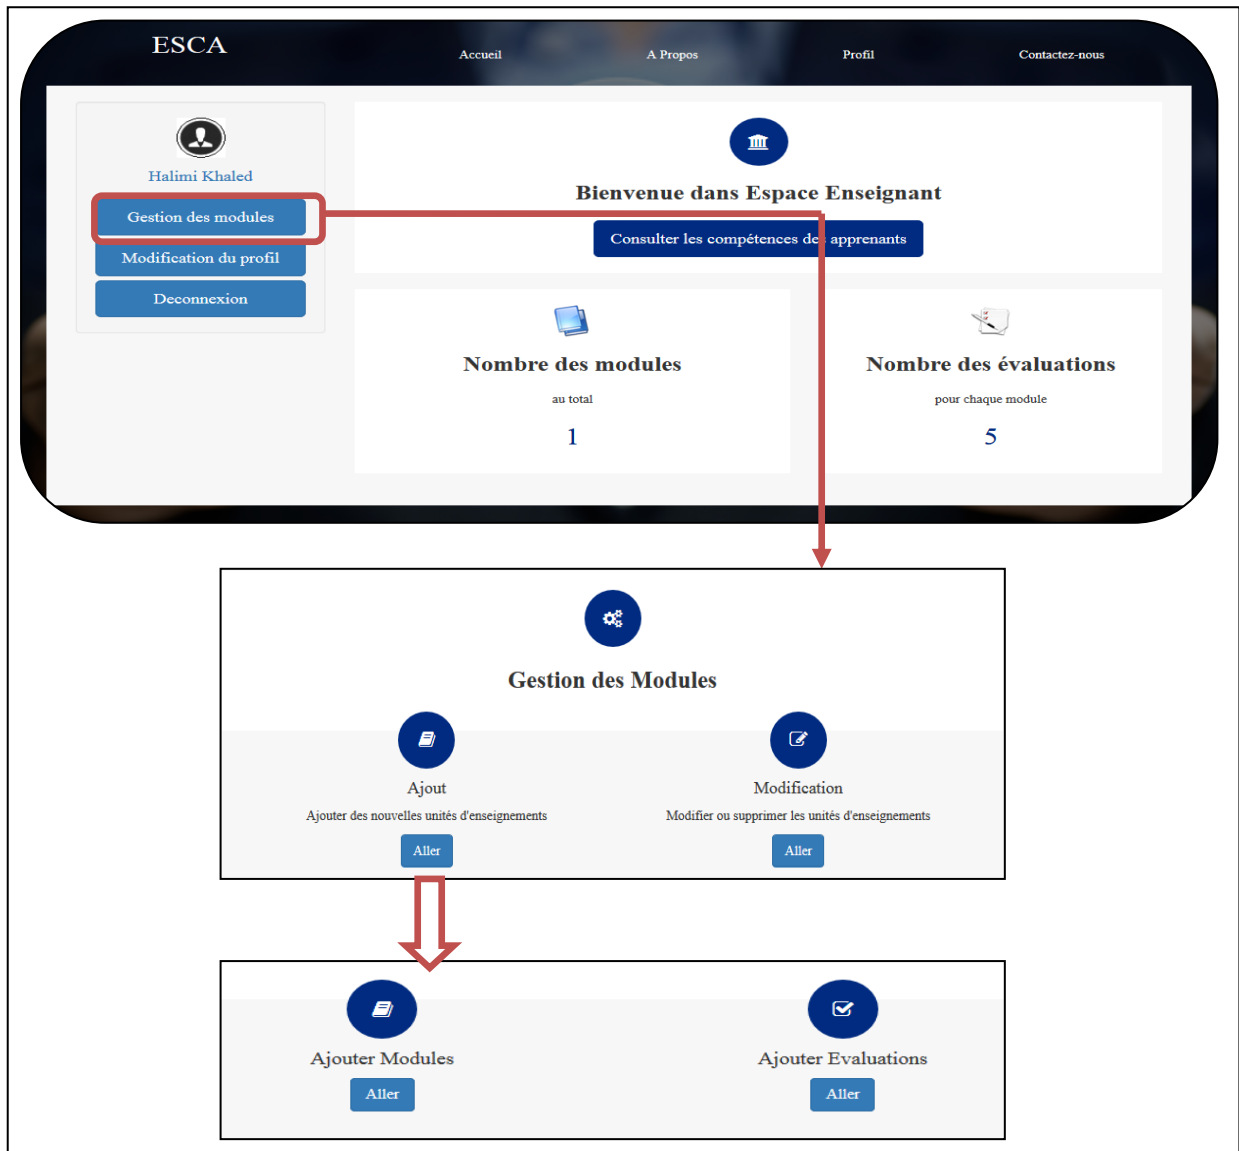 ESCA
Accueil
A Propos
Profil
Contactez-nous
Halimi Khaled
Gestion des modules
Modification du profil
Deconnexion
Bienvenue dans Espace Enseignant
Consulter les compétences des apprenants
Nombre des modules
au total
1
Nombre des évaluations
pour chaque module
5
Gestion des Modules
Ajout
Ajouter des nouvelles unités d'enseignements
Aller
Modification
Modifier ou supprimer les unités d'enseignements
Aller
Ajouter Modules
Aller
Ajouter Evaluations
Aller